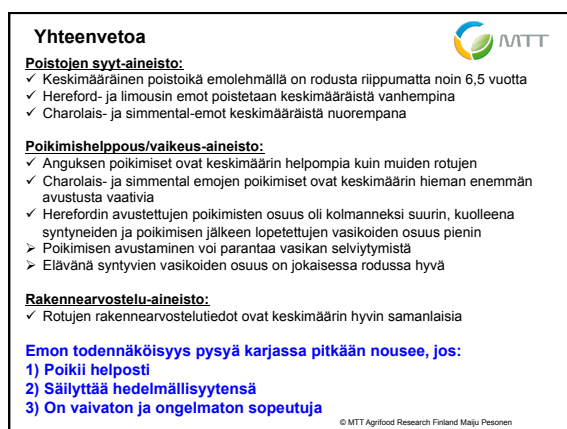 Yhteenvetoa
MTT
Poistojen syyt-aineisto:
✓ Keskimääräinen poistoikä emolehmällä on rodusta riippumatta noin 6,5 vuotta
✓ Hereford- ja limousin emot poistetaan keskimääräistä vanhempina
✓ Charolais- ja simmental-emot keskimääräistä nuorempana
Poikimishelppous/vaikeus-aineisto:
✓ Anguksen poikimiset ovat keskimäärin helpompia kuin muiden rotujen
✓ Charolais- ja simmental emojen poikimiset ovat keskimäärin hieman enemmän
avustusta vaativia
✓ Herefordin avustettujen poikimisten osuus oli kolmanneksi suurin, kuolleena
syntyneiden ja poikimisen jälkeen lopetettujen vasikoiden osuus pienin
➢ Poikimisen avustaminen voi parantaa vasikan selviytymistä
➢ Elävänä syntyvien vasikoiden osuus on jokaisessa rodussa hyvä
Rakennearvostelu-aineisto:
✓ Rotujen rakennearvostelutiedot ovat keskimäärin hyvin samanlaisia
Emon todennäköisyys pysyä karjassa pitkään nousee, jos:
1) Poikii helposti
2) Säilyttää hedelmällisyytensä
3) On vaivaton ja ongelmaton sopeutuja
© MTT Agrifood Research Finland Maiju Pesonen